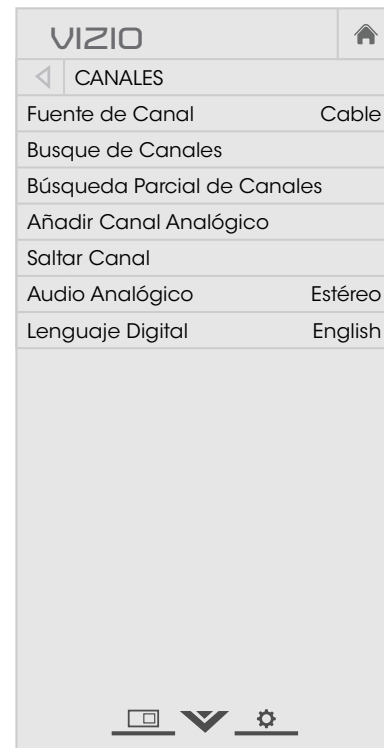 VIZIO
CANALES
Fuente de Canal Cable
Busque de Canales
Búsqueda Parcial de Canales
Añadir Canal Analógico
Saltar Canal
Audio Analógico Estéreo
Lenguaje Digital English